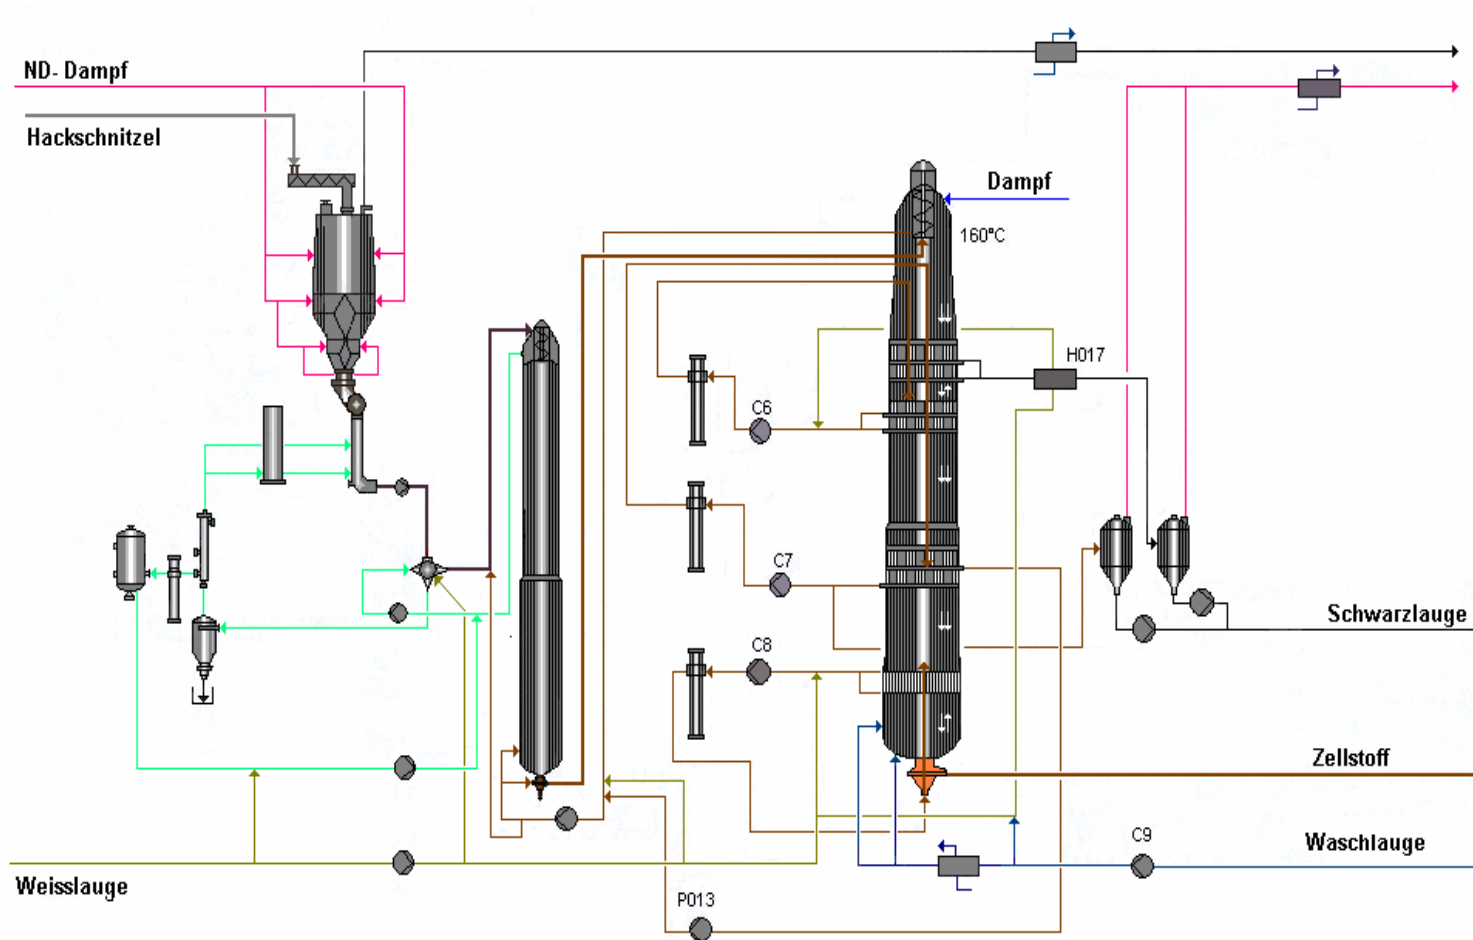 ND- Dampf
Hackschnitzel
Dampf
160°C
H017
C6
C7
C8
Schwarzlauge
Zellstoff
C9
Waschlauge
Weisslauge
P013